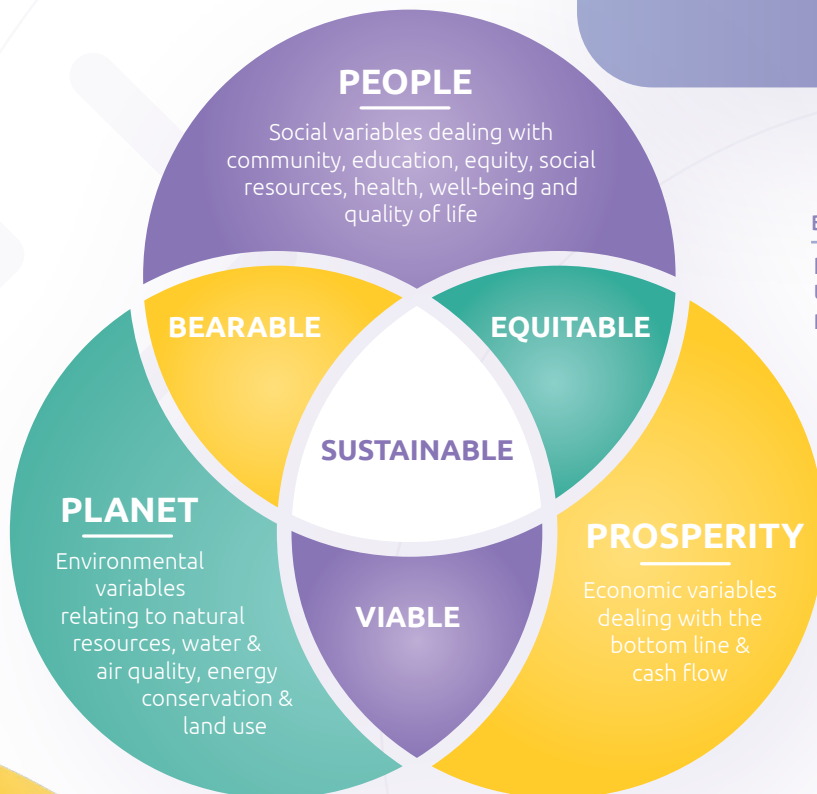 PEOPLE
Social variables dealing with
community, education, equity, social
resources, health, well-being and
quality of life
BEARABLE
EQUITABLE
SUSTAINABLE
PLANET
Environmental
variables
relating to natural
resources, water &
air quality, energy
conservation &
land use
PROSPERITY
Economic variables
dealing with the
bottom line &
cash flow
VIABLE